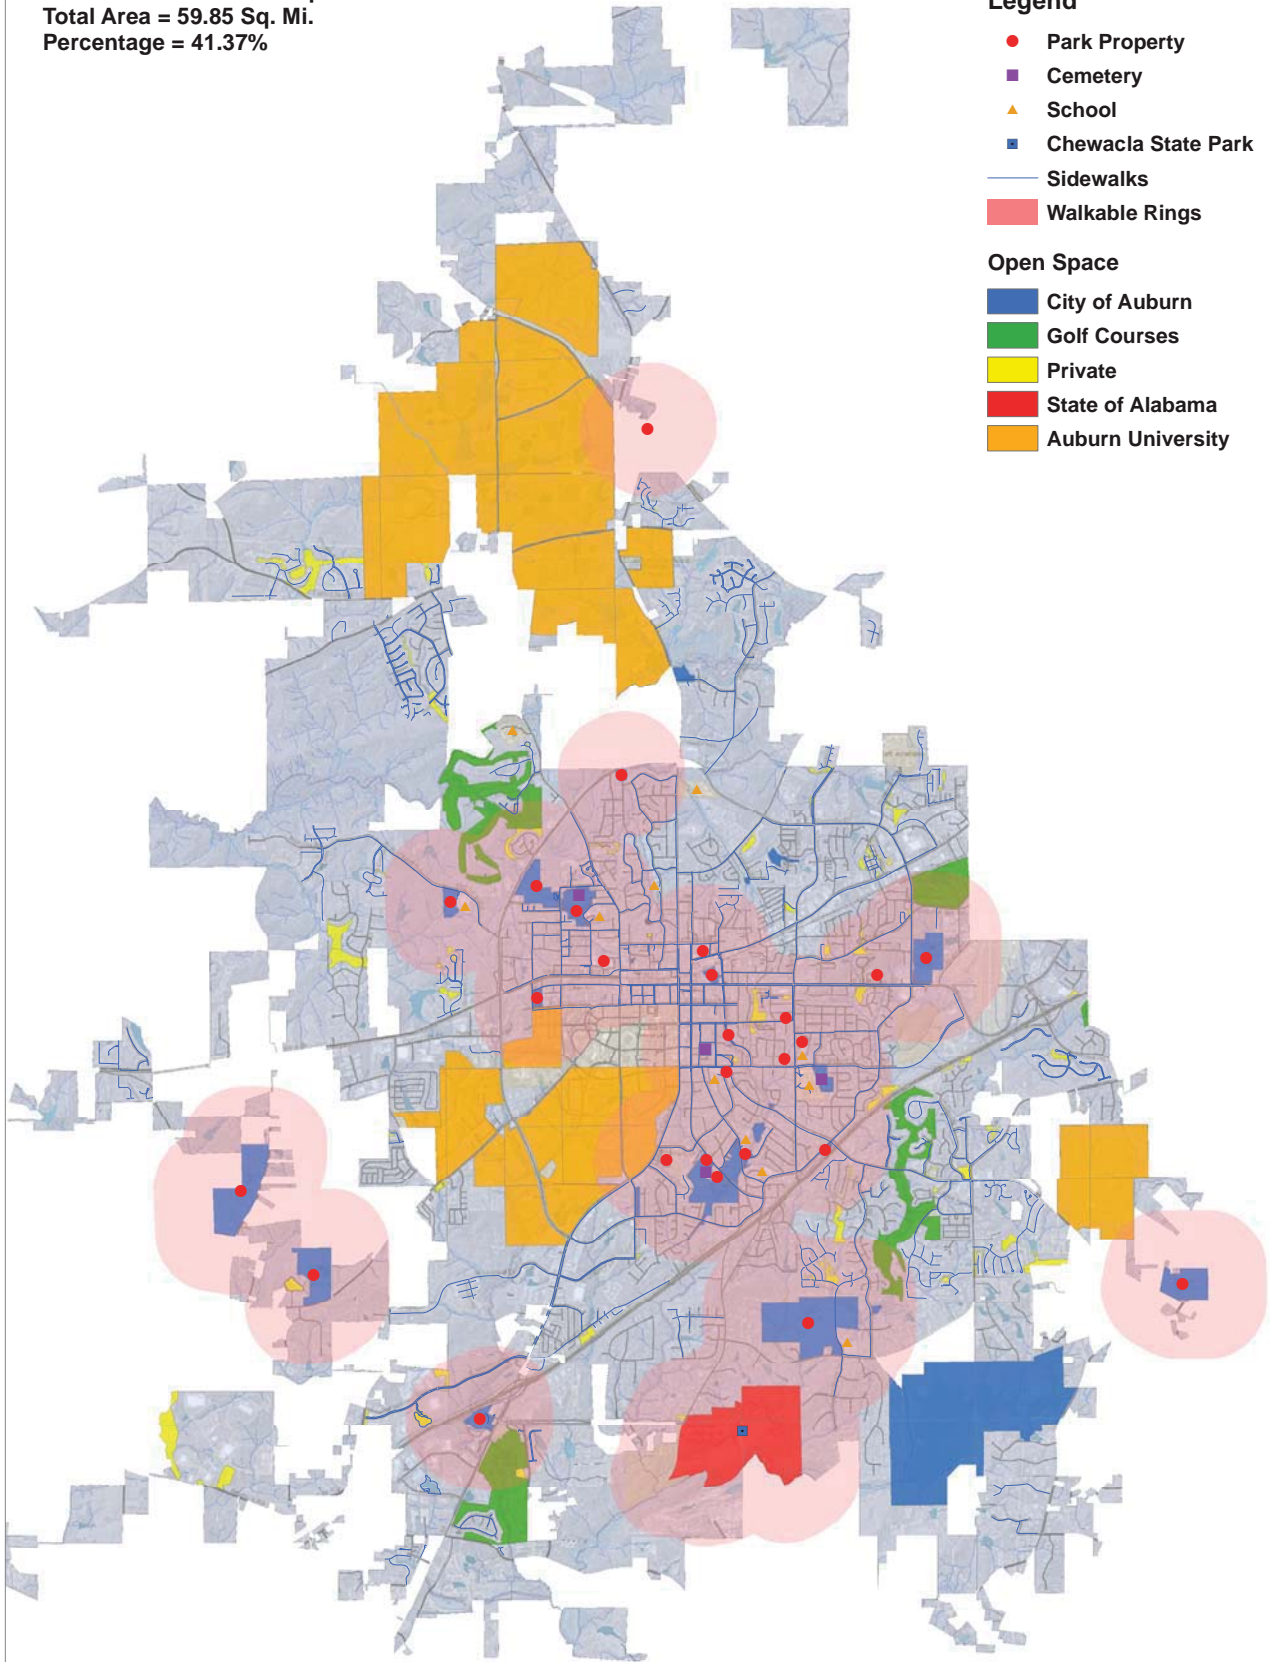 Total Area = 59.85 Sq. Mi.
Percentage = 41.37%
Legend
Park Property
Cemetery
School
Chewacla State Park
Sidewalks
Walkable Rings
Open Space
City of Auburn
Golf Courses
Private
State of Alabama
Auburn University